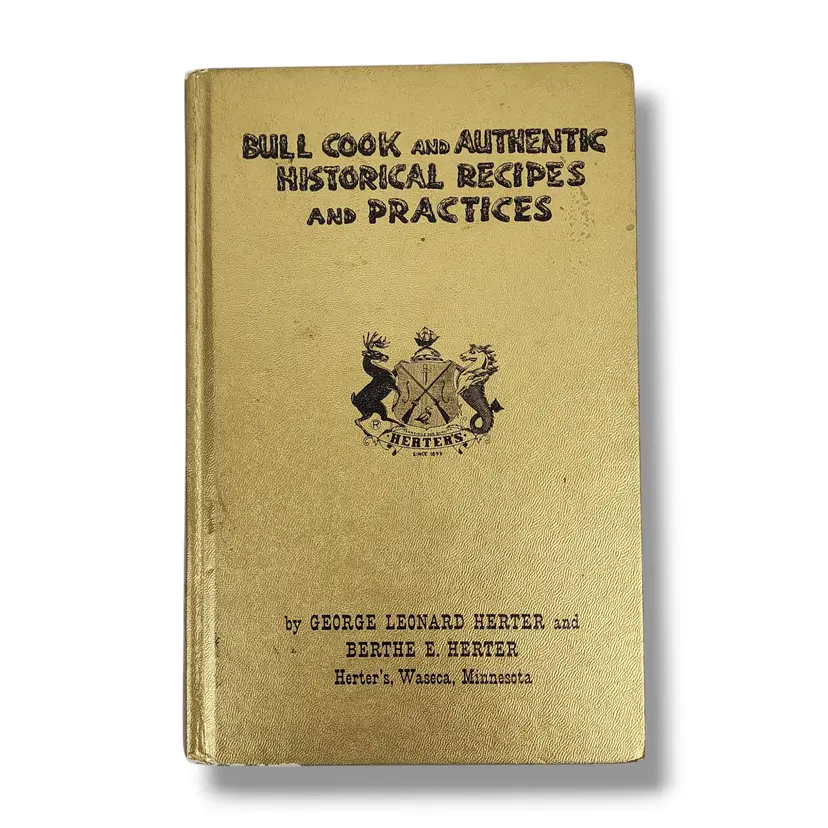 BULL COOK AND AUTHENTIC
HISTORICAL RECIPES
AND PRACTICES
R
HERTER'S
SINCE 1893
by GEORGE LEONARD HERTER and
BERTHE E. HERTER
Herter's, Waseca, Minnesota